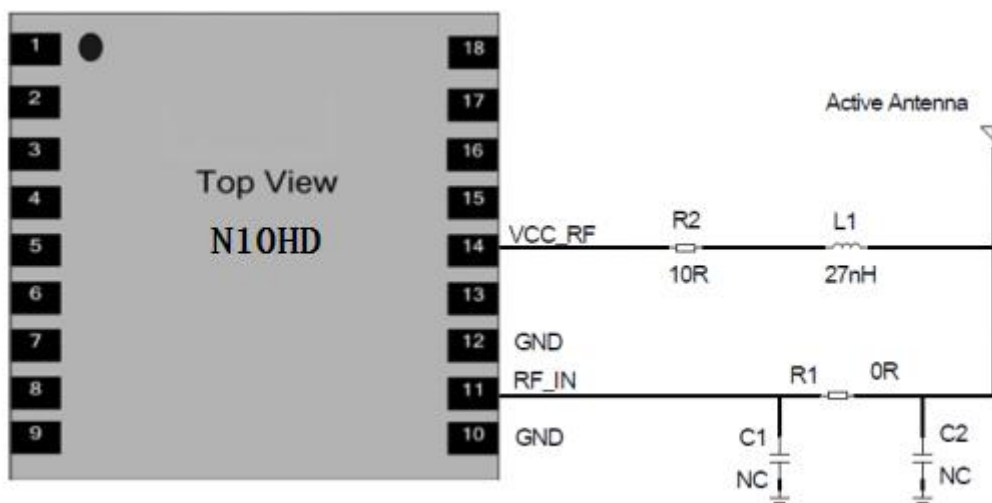 1 18
2 17
3 16
4 15
5 14
6 13
7 12
8 11
9 10
Top View
N10HD
Active Antenna
VCC_RF R2 L1
10R 27nH
GND
RF_IN R1 0R
GND C1 C2
NC NC